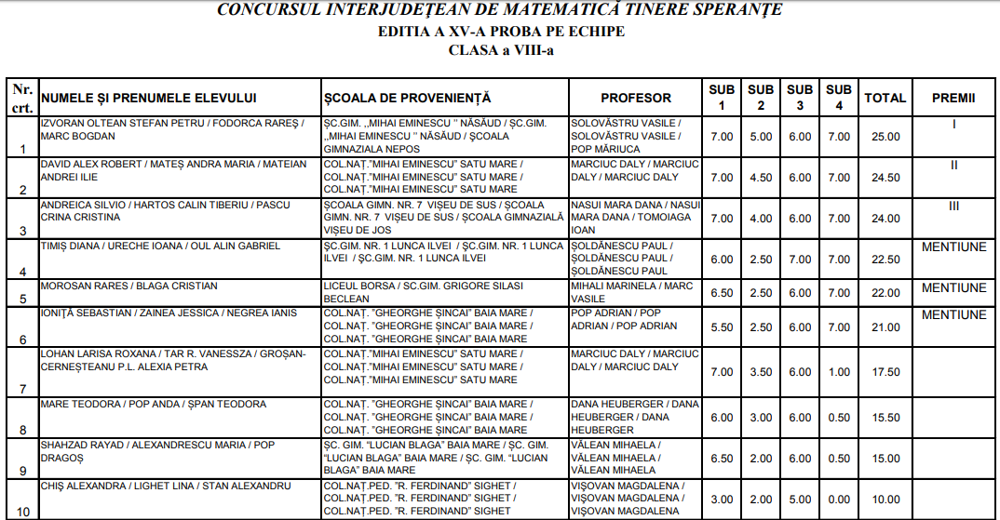 CONCURSUL INTERJUDEŢEAN DE MATEMATICĂ TINERE SPERANŢE
EDITIA A XV-A PROBA PE ECHIPE
CLASA a VIII-a
Nr. crt. NUMELE ȘI PRENUMELE ELEVULUI ȘCOALA DE PROVENIENȚĂ PROFESOR SUB 1 SUB 2 SUB 3 SUB 4 TOTAL PREMII
IZVORAN OLTEAN STEFAN PETRU / FODORCA RAREŞ / ȘC.GIM. ,,MIHAI EMINESCU '' NĂSĂUD / ȘC.GIM. SOLOVĂSTRU VASILE / I
MARC BOGDAN ,,MIHAI EMINESCU '' NĂSĂUD / ȘCOALA SOLOVĂSTRU VASILE /
1 GIMNAZIALA NEPOS POP MĂRIUCA 7.00 5.00 6.00 7.00 25.00
DAVID ALEX ROBERT / MATEȘ ANDRA MARIA / MATEIAN COL.NAȚ."MIHAI EMINESCU" SATU MARE / MARCIUC DALY / MARCIUC II
ANDREI ILIE COL.NAȚ."MIHAI EMINESCU" SATU MARE / DALY / MARCIUC DALY
2 COL.NAȚ."MIHAI EMINESCU" SATU MARE 7.00 4.50 6.00 7.00 24.50
ANDREICA SILVIO / HARTOS CALIN TIBERIU / PASCU ȘCOALA GIMN. NR. 7 VIȘEU DE SUS / ȘCOALA NASUI MARA DANA / NASUI III
CRINA CRISTINA GIMN. NR. 7 VIȘEU DE SUS / ȘCOALA GIMNAZIALĂ MARA DANA / TOMOIAGA
3 VIȘEU DE JOS IOAN 7.00 4.00 6.00 7.00 24.00
TIMIȘ DIANA / URECHE IOANA / OUL ALIN GABRIEL ŞC.GIM. NR. 1 LUNCA ILVEI / ŞC.GIM. NR. 1 LUNCA ŞOLDĂNESCU PAUL / MENTIUNE
ILVEI / ŞC.GIM. NR. 1 LUNCA ILVEI ŞOLDĂNESCU PAUL /
4 ŞOLDĂNESCU PAUL 6.00 2.50 7.00 7.00 22.50
MOROSAN RARES / BLAGA CRISTIAN LICEUL BORSA / SC.GIM. GRIGORE SILASI MIHALI MARINELA / MARC MENTIUNE
5 BECLEAN VASILE 6.50 2.50 6.00 7.00 22.00
IONIŢĂ SEBASTIAN / ZAINEA JESSICA / NEGREA IANIS COL.NAȚ. "GHEORGHE ȘINCAI" BAIA MARE / POP ADRIAN / POP MENTIUNE
COL.NAȚ. "GHEORGHE ȘINCAI" BAIA MARE / ADRIAN / POP ADRIAN
6 COL.NAȚ. "GHEORGHE ȘINCAI" BAIA MARE 5.50 2.50 6.00 7.00 21.00
LOHAN LARISA ROXANA / TAR R. VANESSZA / GROȘAN- COL.NAȚ."MIHAI EMINESCU" SATU MARE / MARCIUC DALY / MARCIUC
CERNEȘTEANU P.L. ALEXIA PETRA COL.NAȚ."MIHAI EMINESCU" SATU MARE / DALY / MARCIUC DALY
7 COL.NAȚ."MIHAI EMINESCU" SATU MARE 7.00 3.50 6.00 1.00 17.50
MARE TEODORA / POP ANDA / ȘPAN TEODORA COL.NAȚ. "GHEORGHE ȘINCAI" BAIA MARE / DANA HEUBERGER / DANA
COL.NAȚ. "GHEORGHE ȘINCAI" BAIA MARE / HEUBERGER / DANA
8 COL.NAȚ. "GHEORGHE ȘINCAI" BAIA MARE HEUBERGER 6.00 3.00 6.00 0.50 15.50
SHAHZAD RAYAD / ALEXANDRESCU MARIA / POP ȘC. GIM. "LUCIAN BLAGA" BAIA MARE / ȘC. GIM. VĂLEAN MIHAELA /
DRAGOȘ "LUCIAN BLAGA" BAIA MARE / ȘC. GIM. "LUCIAN VĂLEAN MIHAELA /
9 BLAGA" BAIA MARE VĂLEAN MIHAELA 6.50 2.00 6.00 0.50 15.00
CHIȘ ALEXANDRA / LIGHET LINA / STAN ALEXANDRU COL.NAȚ.PED. "R. FERDINAND" SIGHET / VIȘOVAN MAGDALENA /
COL.NAȚ.PED. "R. FERDINAND" SIGHET / VIȘOVAN MAGDALENA /
10 COL.NAȚ.PED. "R. FERDINAND" SIGHET VIȘOVAN MAGDALENA 3.00 2.00 5.00 0.00 10.00